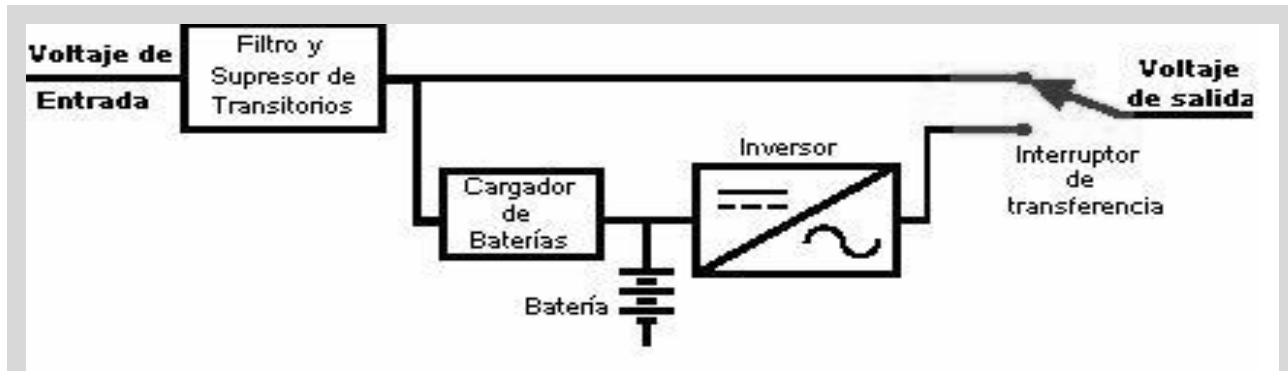 Voltaje de
Entrada
Filtro y
Supresor de
Transitorios
Voltaje
de salida
Inversor
Interruptor
de
transferencia
Cargador
de
Baterías
Batería